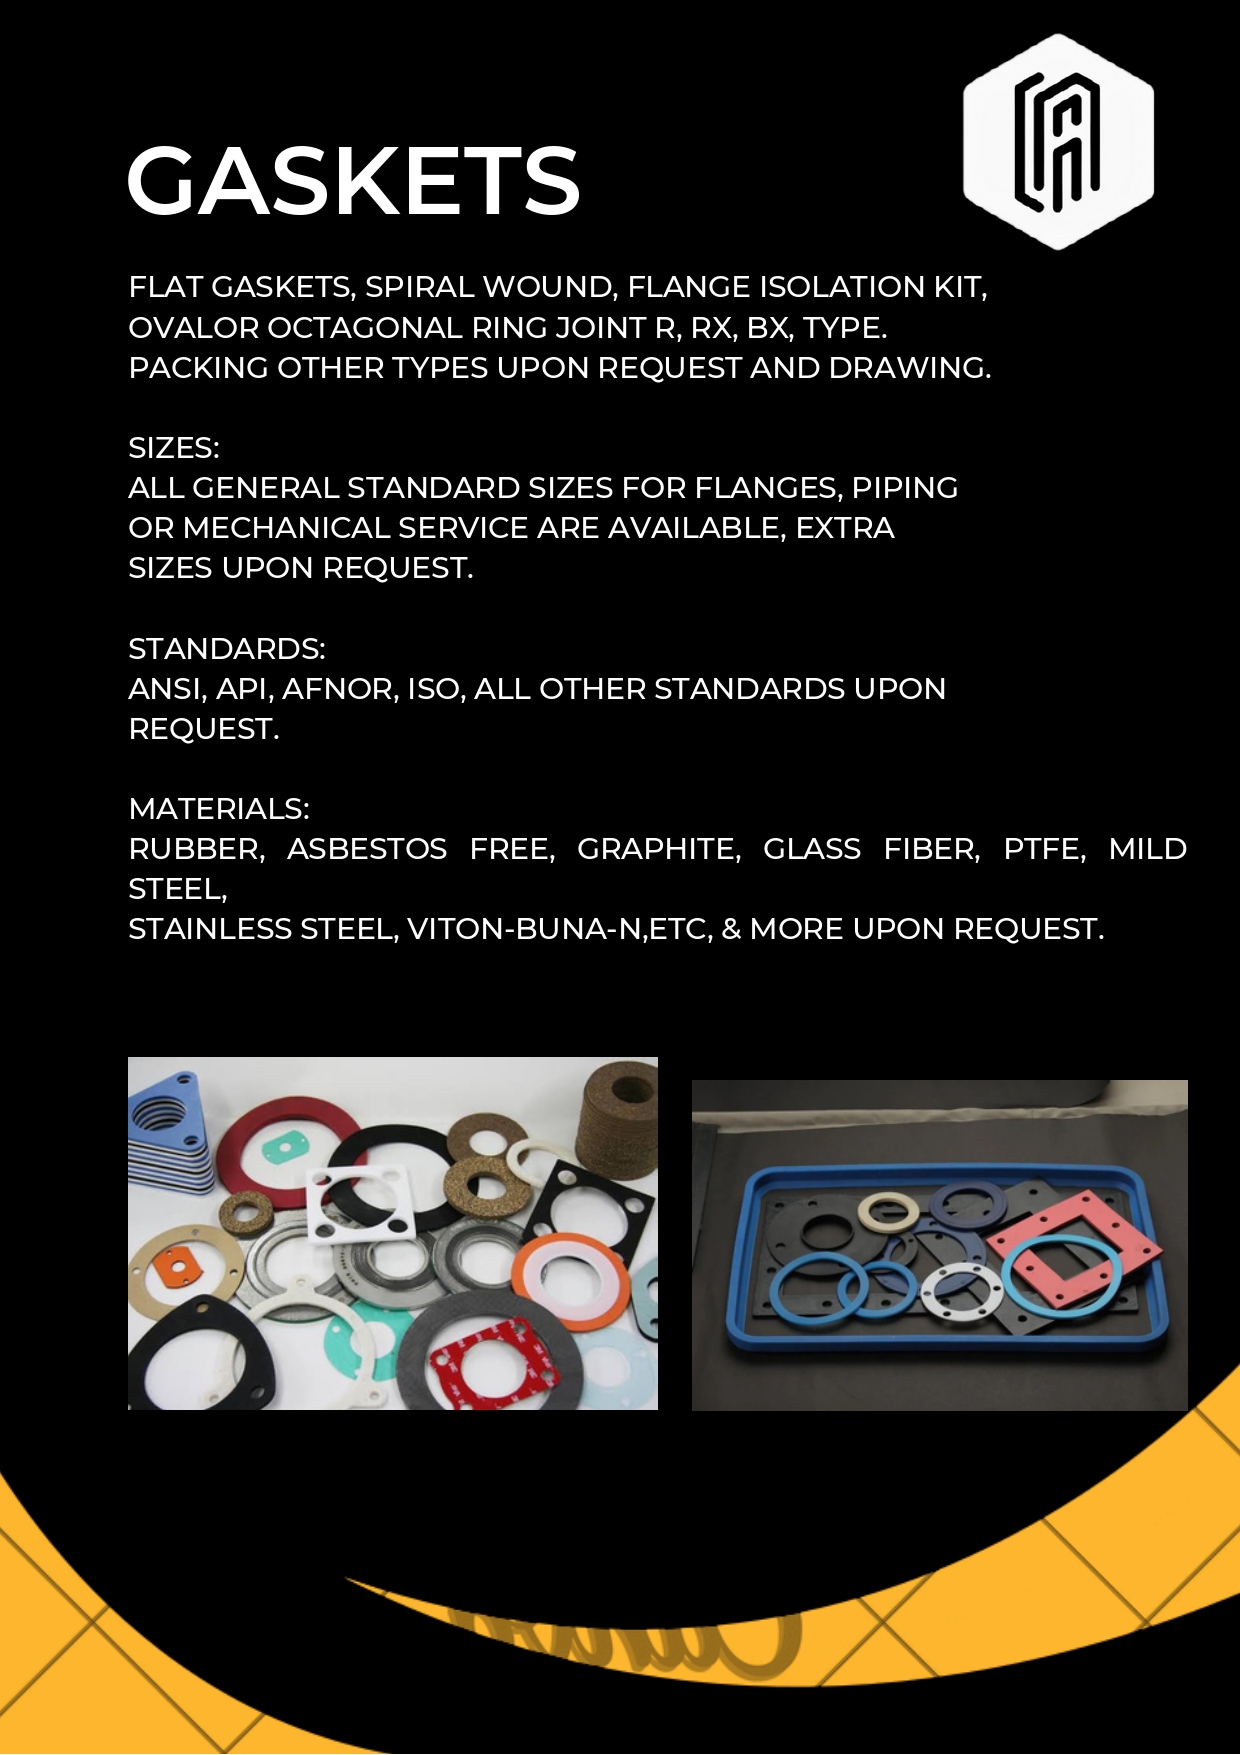 GASKETS
FLAT GASKETS, SPIRAL WOUND, FLANGE ISOLATION KIT,
OVALOR OCTAGONAL RING JOINT R, RX, BX, TYPE.
PACKING OTHER TYPES UPON REQUEST AND DRAWING.
SIZES:
ALL GENERAL STANDARD SIZES FOR FLANGES, PIPING
OR MECHANICAL SERVICE ARE AVAILABLE, EXTRA
SIZES UPON REQUEST.
STANDARDS:
ANSI, API, AFNOR, ISO, ALL OTHER STANDARDS UPON
REQUEST.
MATERIALS:
RUBBER, ASBESTOS FREE, GRAPHITE, GLASS FIBER, PTFE, MILD
STEEL,
STAINLESS STEEL, VITON-BUNA-N,ETC, & MORE UPON REQUEST.